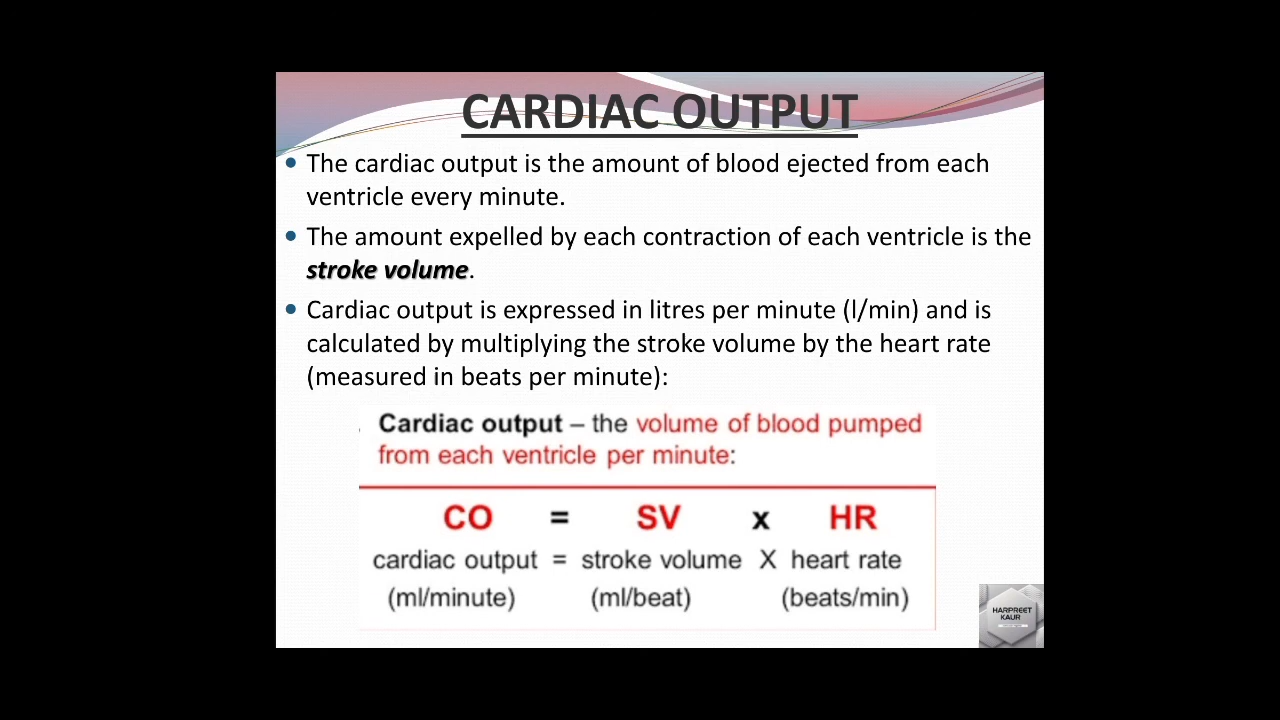 CARDIAC OUTPUT
• The cardiac output is the amount of blood ejected from each
ventricle every minute.
• The amount expelled by each contraction of each ventricle is the
stroke volume.
• Cardiac output is expressed in litres per minute (l/min) and is
calculated by multiplying the stroke volume by the heart rate
(measured in beats per minute):
Cardiac output – the volume of blood pumped
from each ventricle per minute:
CO = SV x HR
cardiac output = stroke volume X heart rate
(ml/minute) (ml/beat) (beats/min)
HARPREET
KAUR